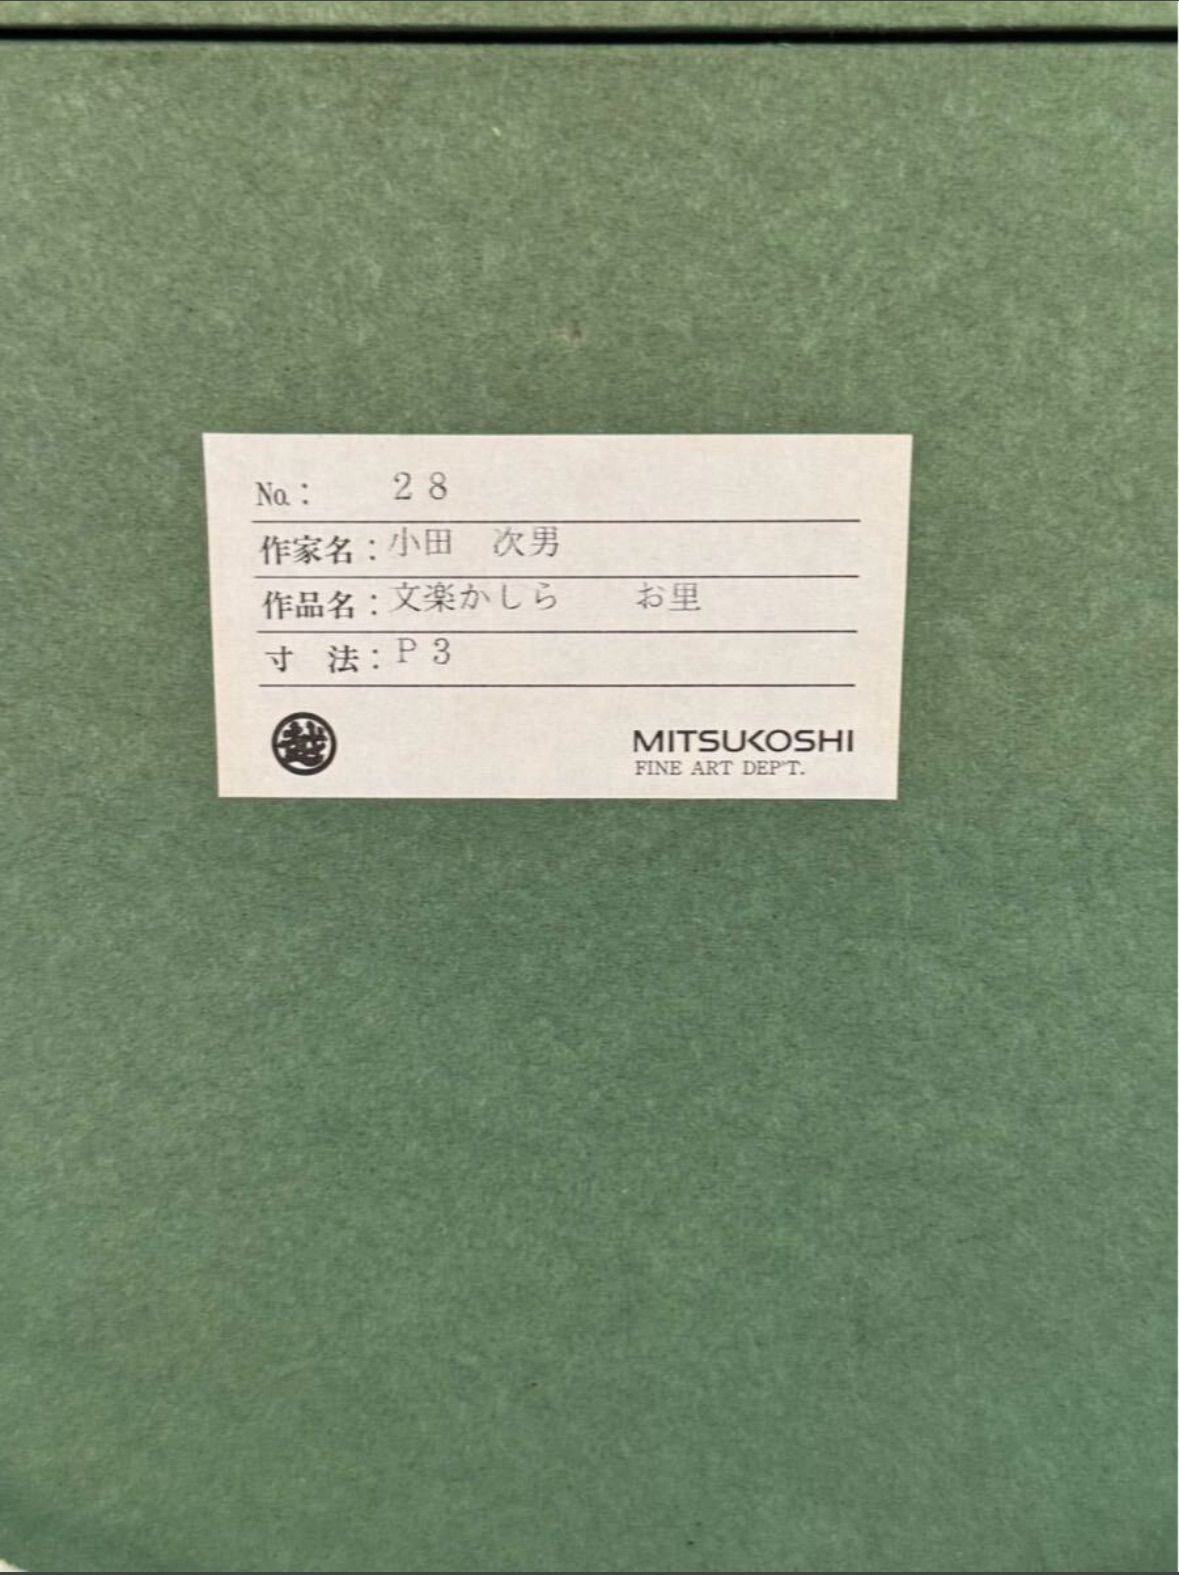 No.: 28
作家名: 小田 次男
作品名: 文楽かしら お里
寸 法: P3
越
MITSUKOSHI
FINE ART DEP'T.